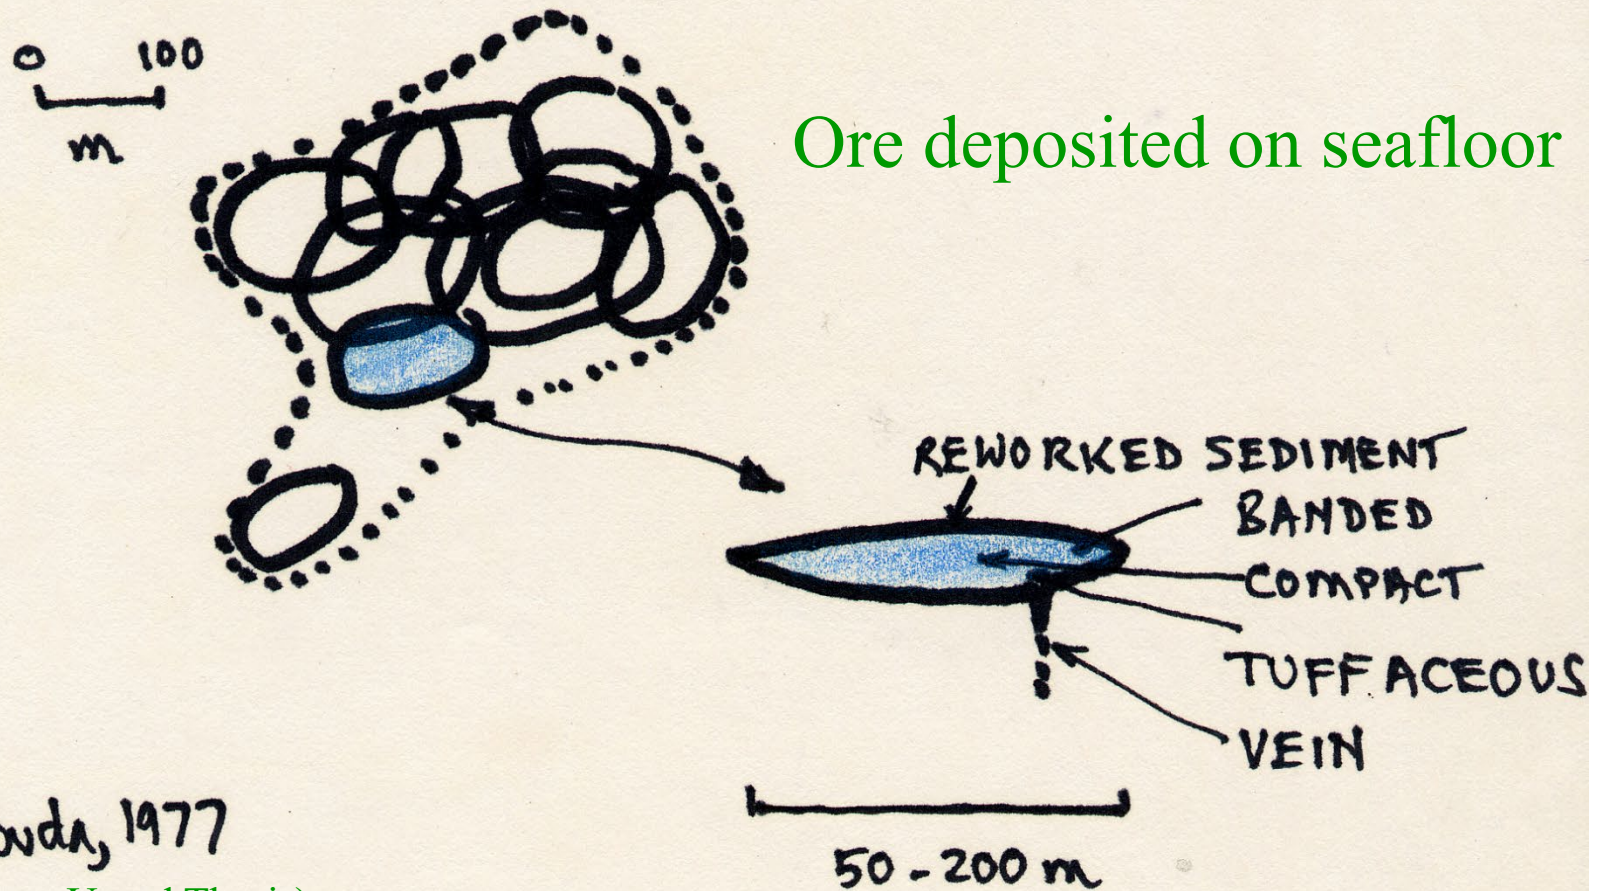 0 100
m
Ore deposited on seafloor
REWORKED SEDIMENT
BANDED
COMPACT
TUFFACEOUS
VEIN
1977
50-200 m